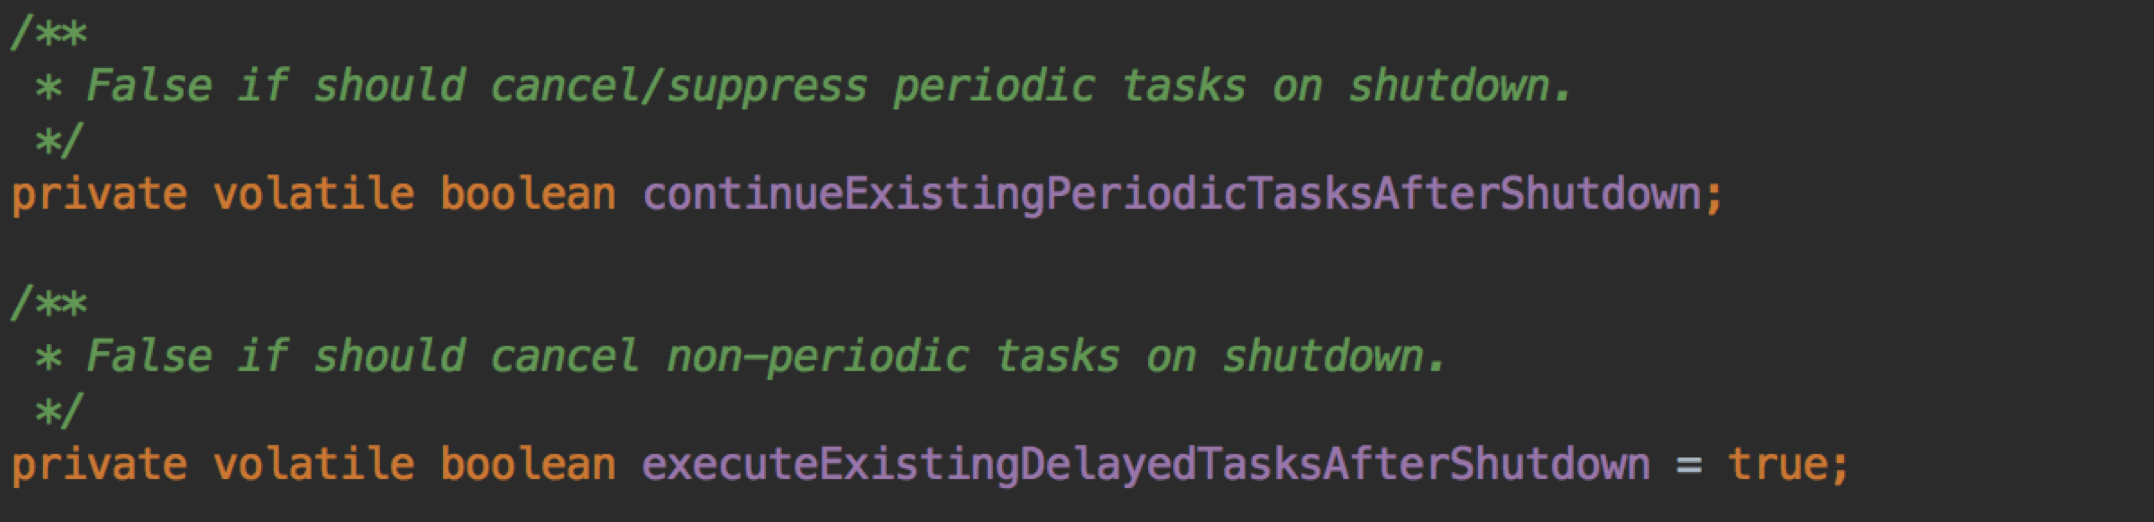 /**
 * False if should cancel/suppress periodic tasks on shutdown.
 */
private volatile boolean continueExistingPeriodicTasksAfterShutdown;

/**
 * False if should cancel non-periodic tasks on shutdown.
 */
private volatile boolean executeExistingDelayedTasksAfterShutdown = true;